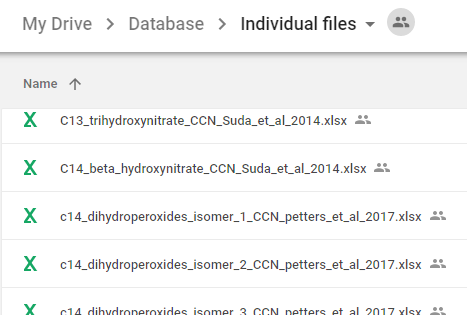 My Drive > Database > Individual files
Name ↑
C13_trihydroxynitrate_CCN_Suda_et_al_2014.xlsx
C14_beta_hydroxynitrate_CCN_Suda_et_al_2014.xlsx
c14_dihydroperoxides_isomer_1_CCN_petters_et_al_2017.xlsx
c14_dihydroperoxides_isomer_2_CCN_petters_et_al_2017.xlsx
c14_dihydroperoxides_isomer_3_CCN_petters_et_al_2017.xlsx